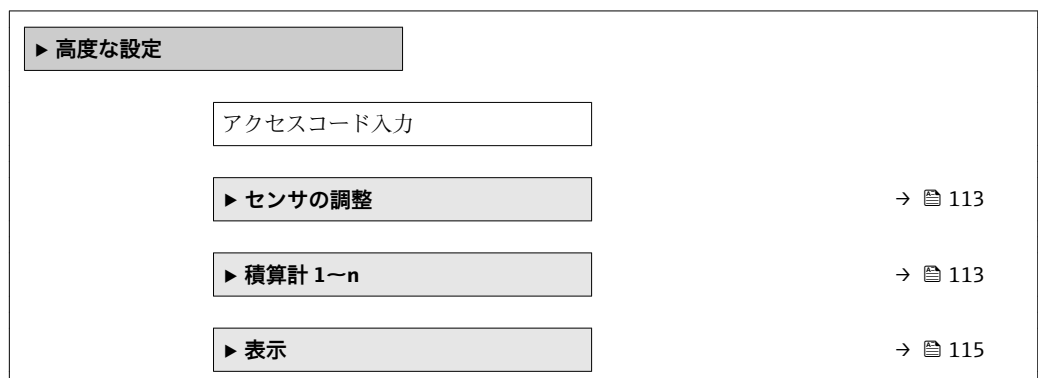 ▶ 高度な設定
アクセスコード入力
▶ センサの調整 → 🖹 113
▶ 積算計 1～n → 🖹 113
▶ 表示 → 🖹 115